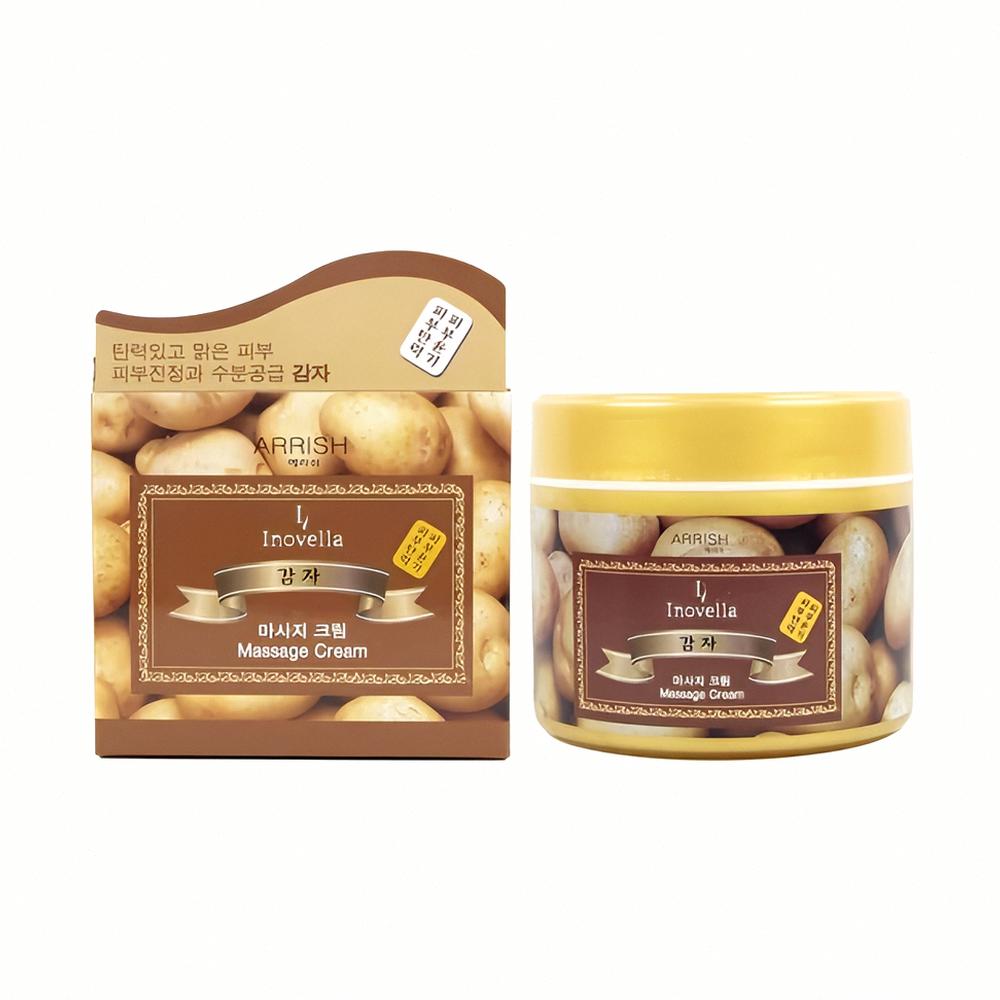 탄력있고 맑은 피부
피부진정과 수분공급 감자
ARRISH
Inovella
감자
마사지 크림
Massage Cream
ARRISH
Inovella
감자
마사지 크림
Massage Cream